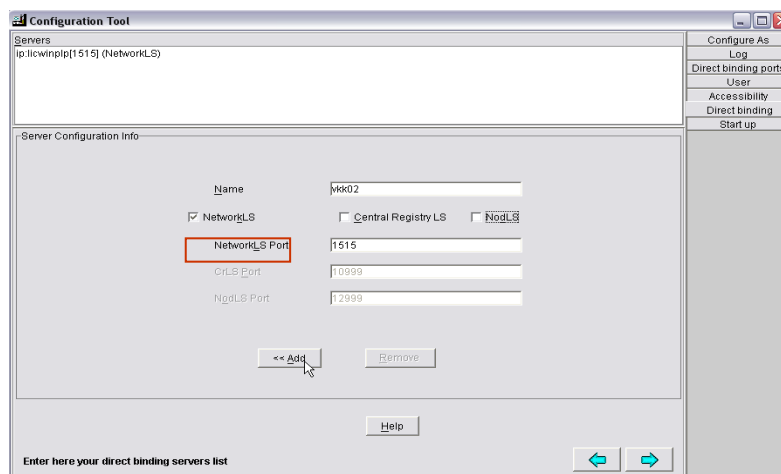 Configuration Tool
Servers
ip:licwinplp[1515] (NetworkLS)
Configure As
Log
Direct binding ports
User
Accessibility
Direct binding
Start up
Server Configuration Info
Name
vkk02
NetworkLS
Central Registry LS
NodLS
NetworkLS Port
1515
CrLS Port
10999
NodLS Port
12999
<< Add
Remove
Help
Enter here your direct binding servers list